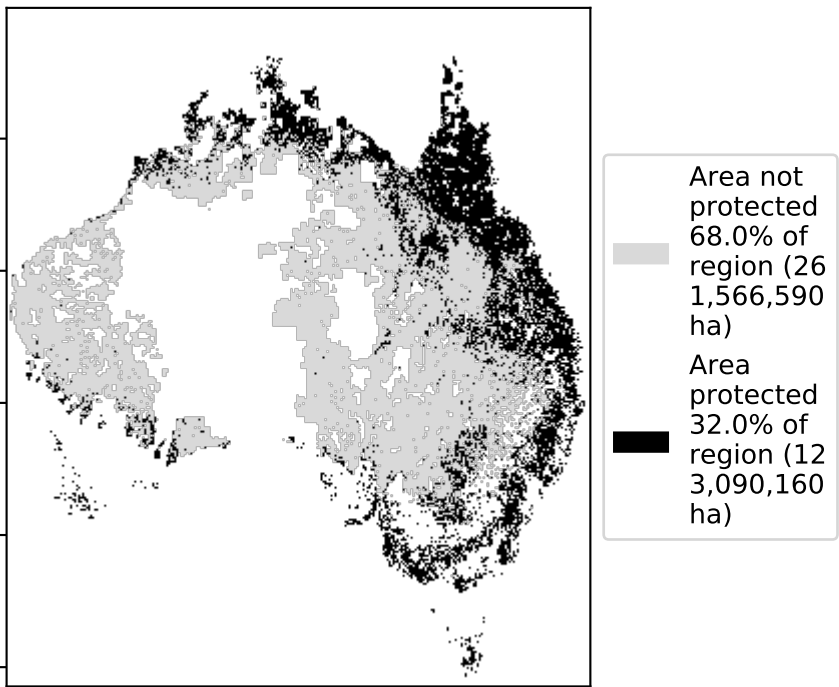 Area not
protected
68.0% of
region (26
1,566,590
ha)
Area
protected
32.0% of
region (12
3,090,160
ha)